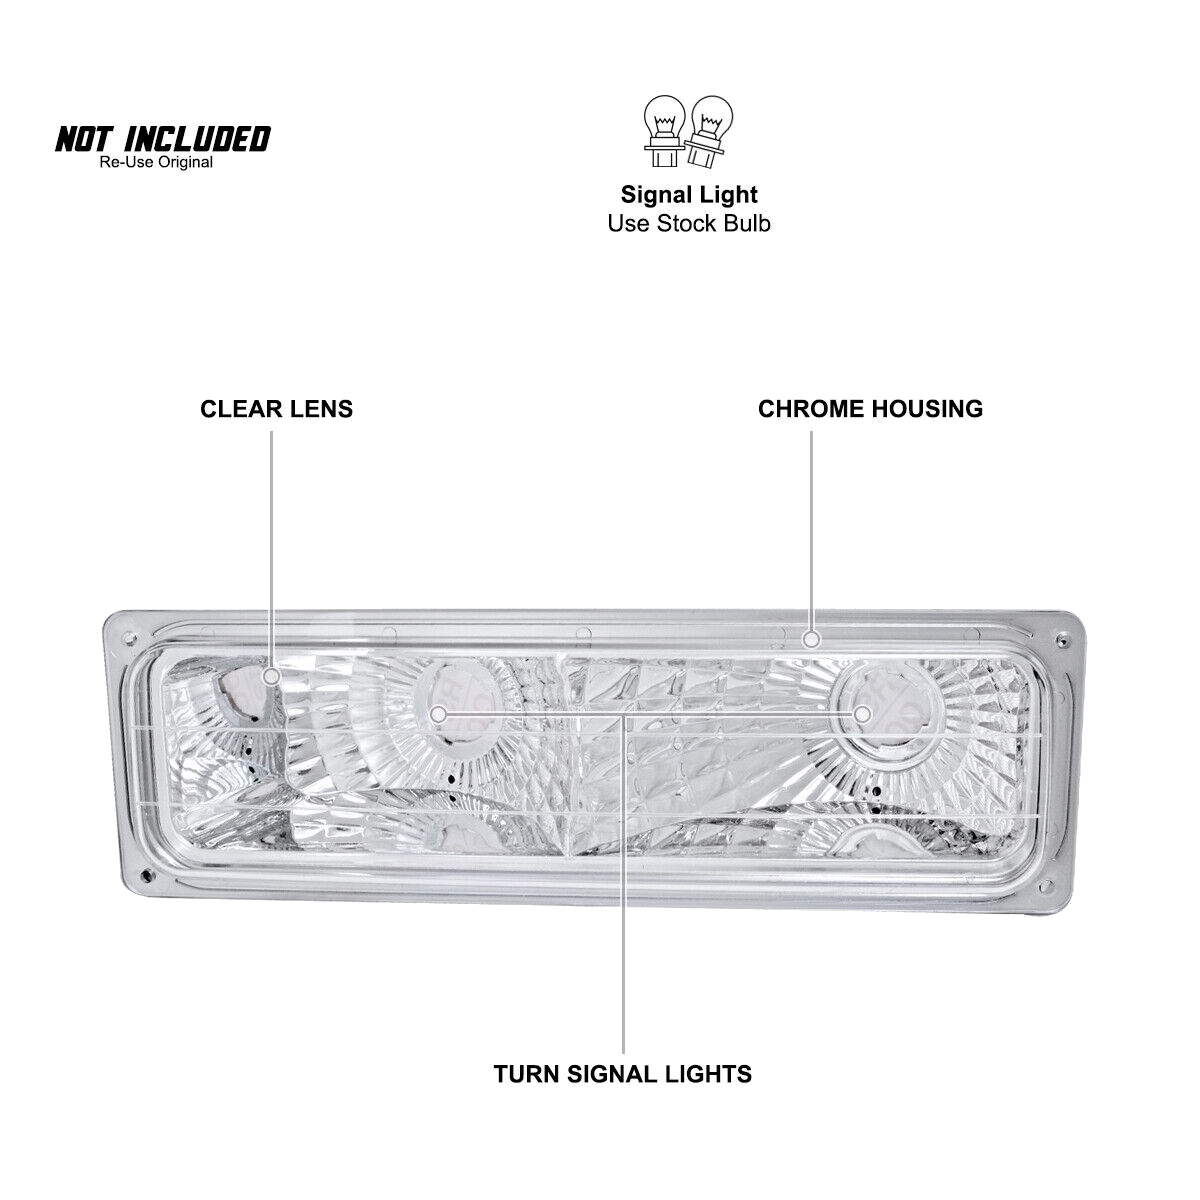 NOT INCLUDED
Re-Use Original
Signal Light
Use Stock Bulb
CLEAR LENS
CHROME HOUSING
TURN SIGNAL LIGHTS